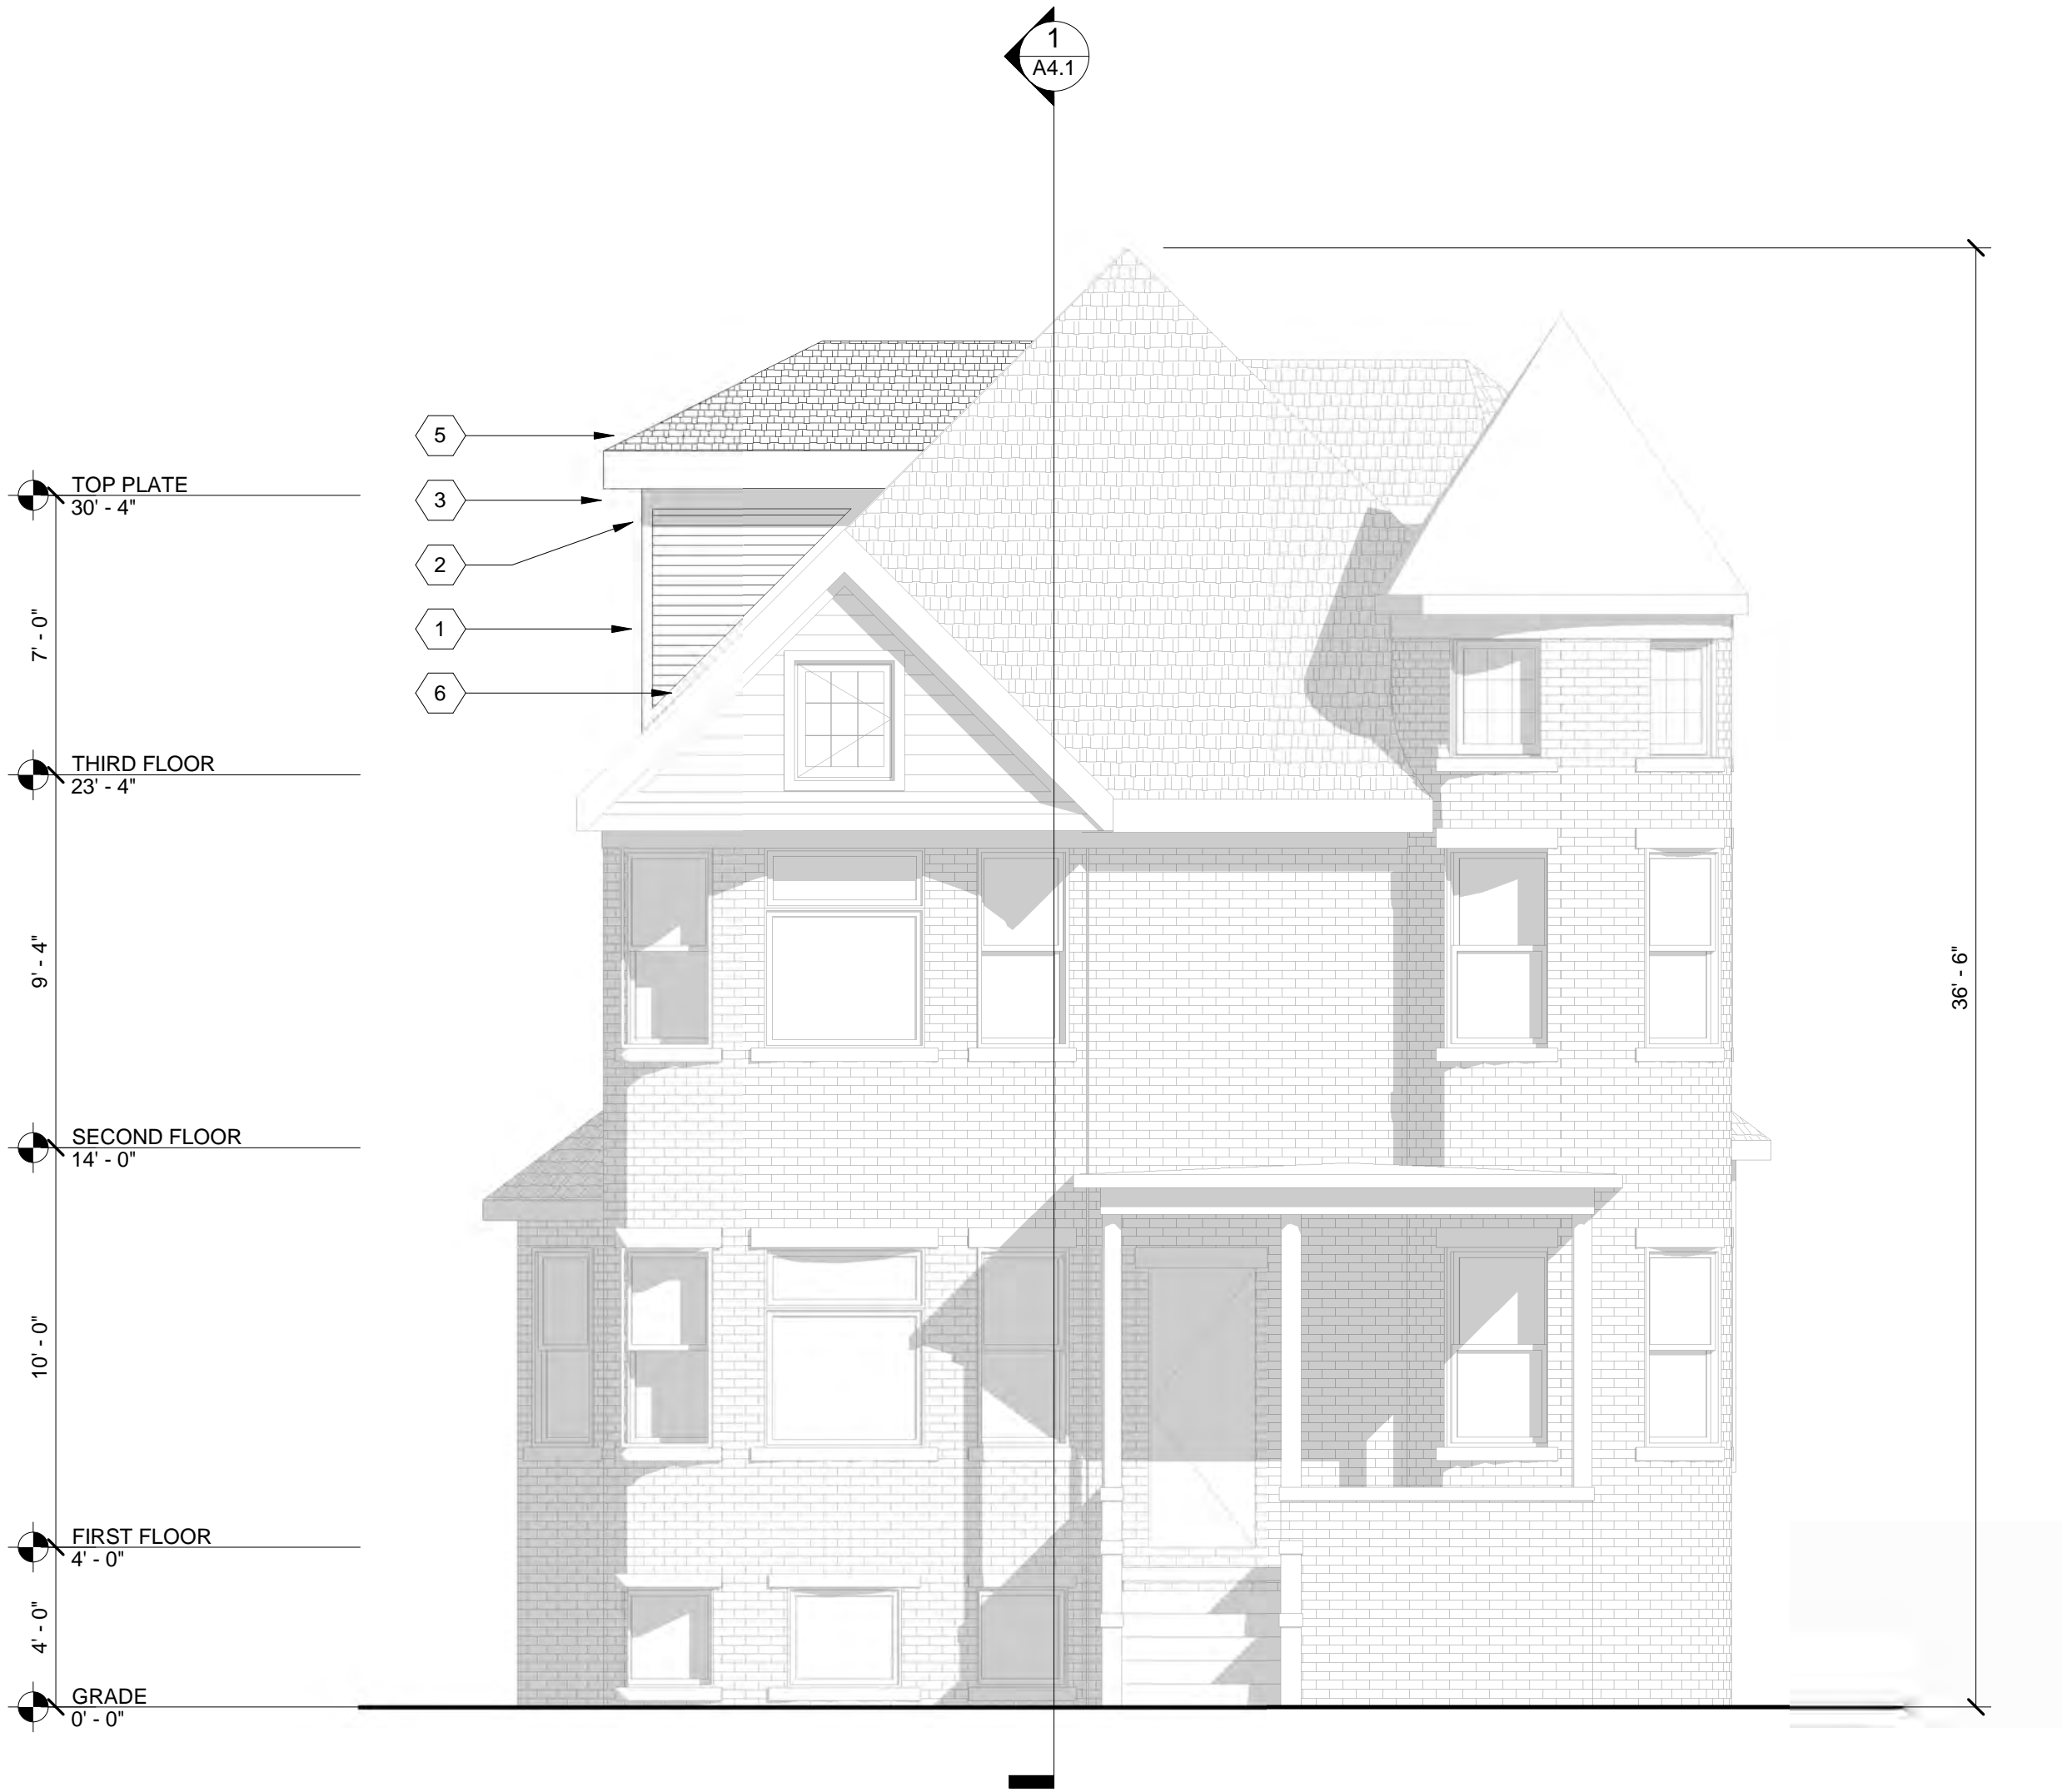 1
A4.1
5
TOP PLATE
30' - 4"
3
2
7' - 0"
1
6
THIRD FLOOR
23' - 4"
9' - 4"
36' - 6"
SECOND FLOOR
14' - 0"
10' - 0"
FIRST FLOOR
4' - 0"
4' - 0"
GRADE
0' - 0"